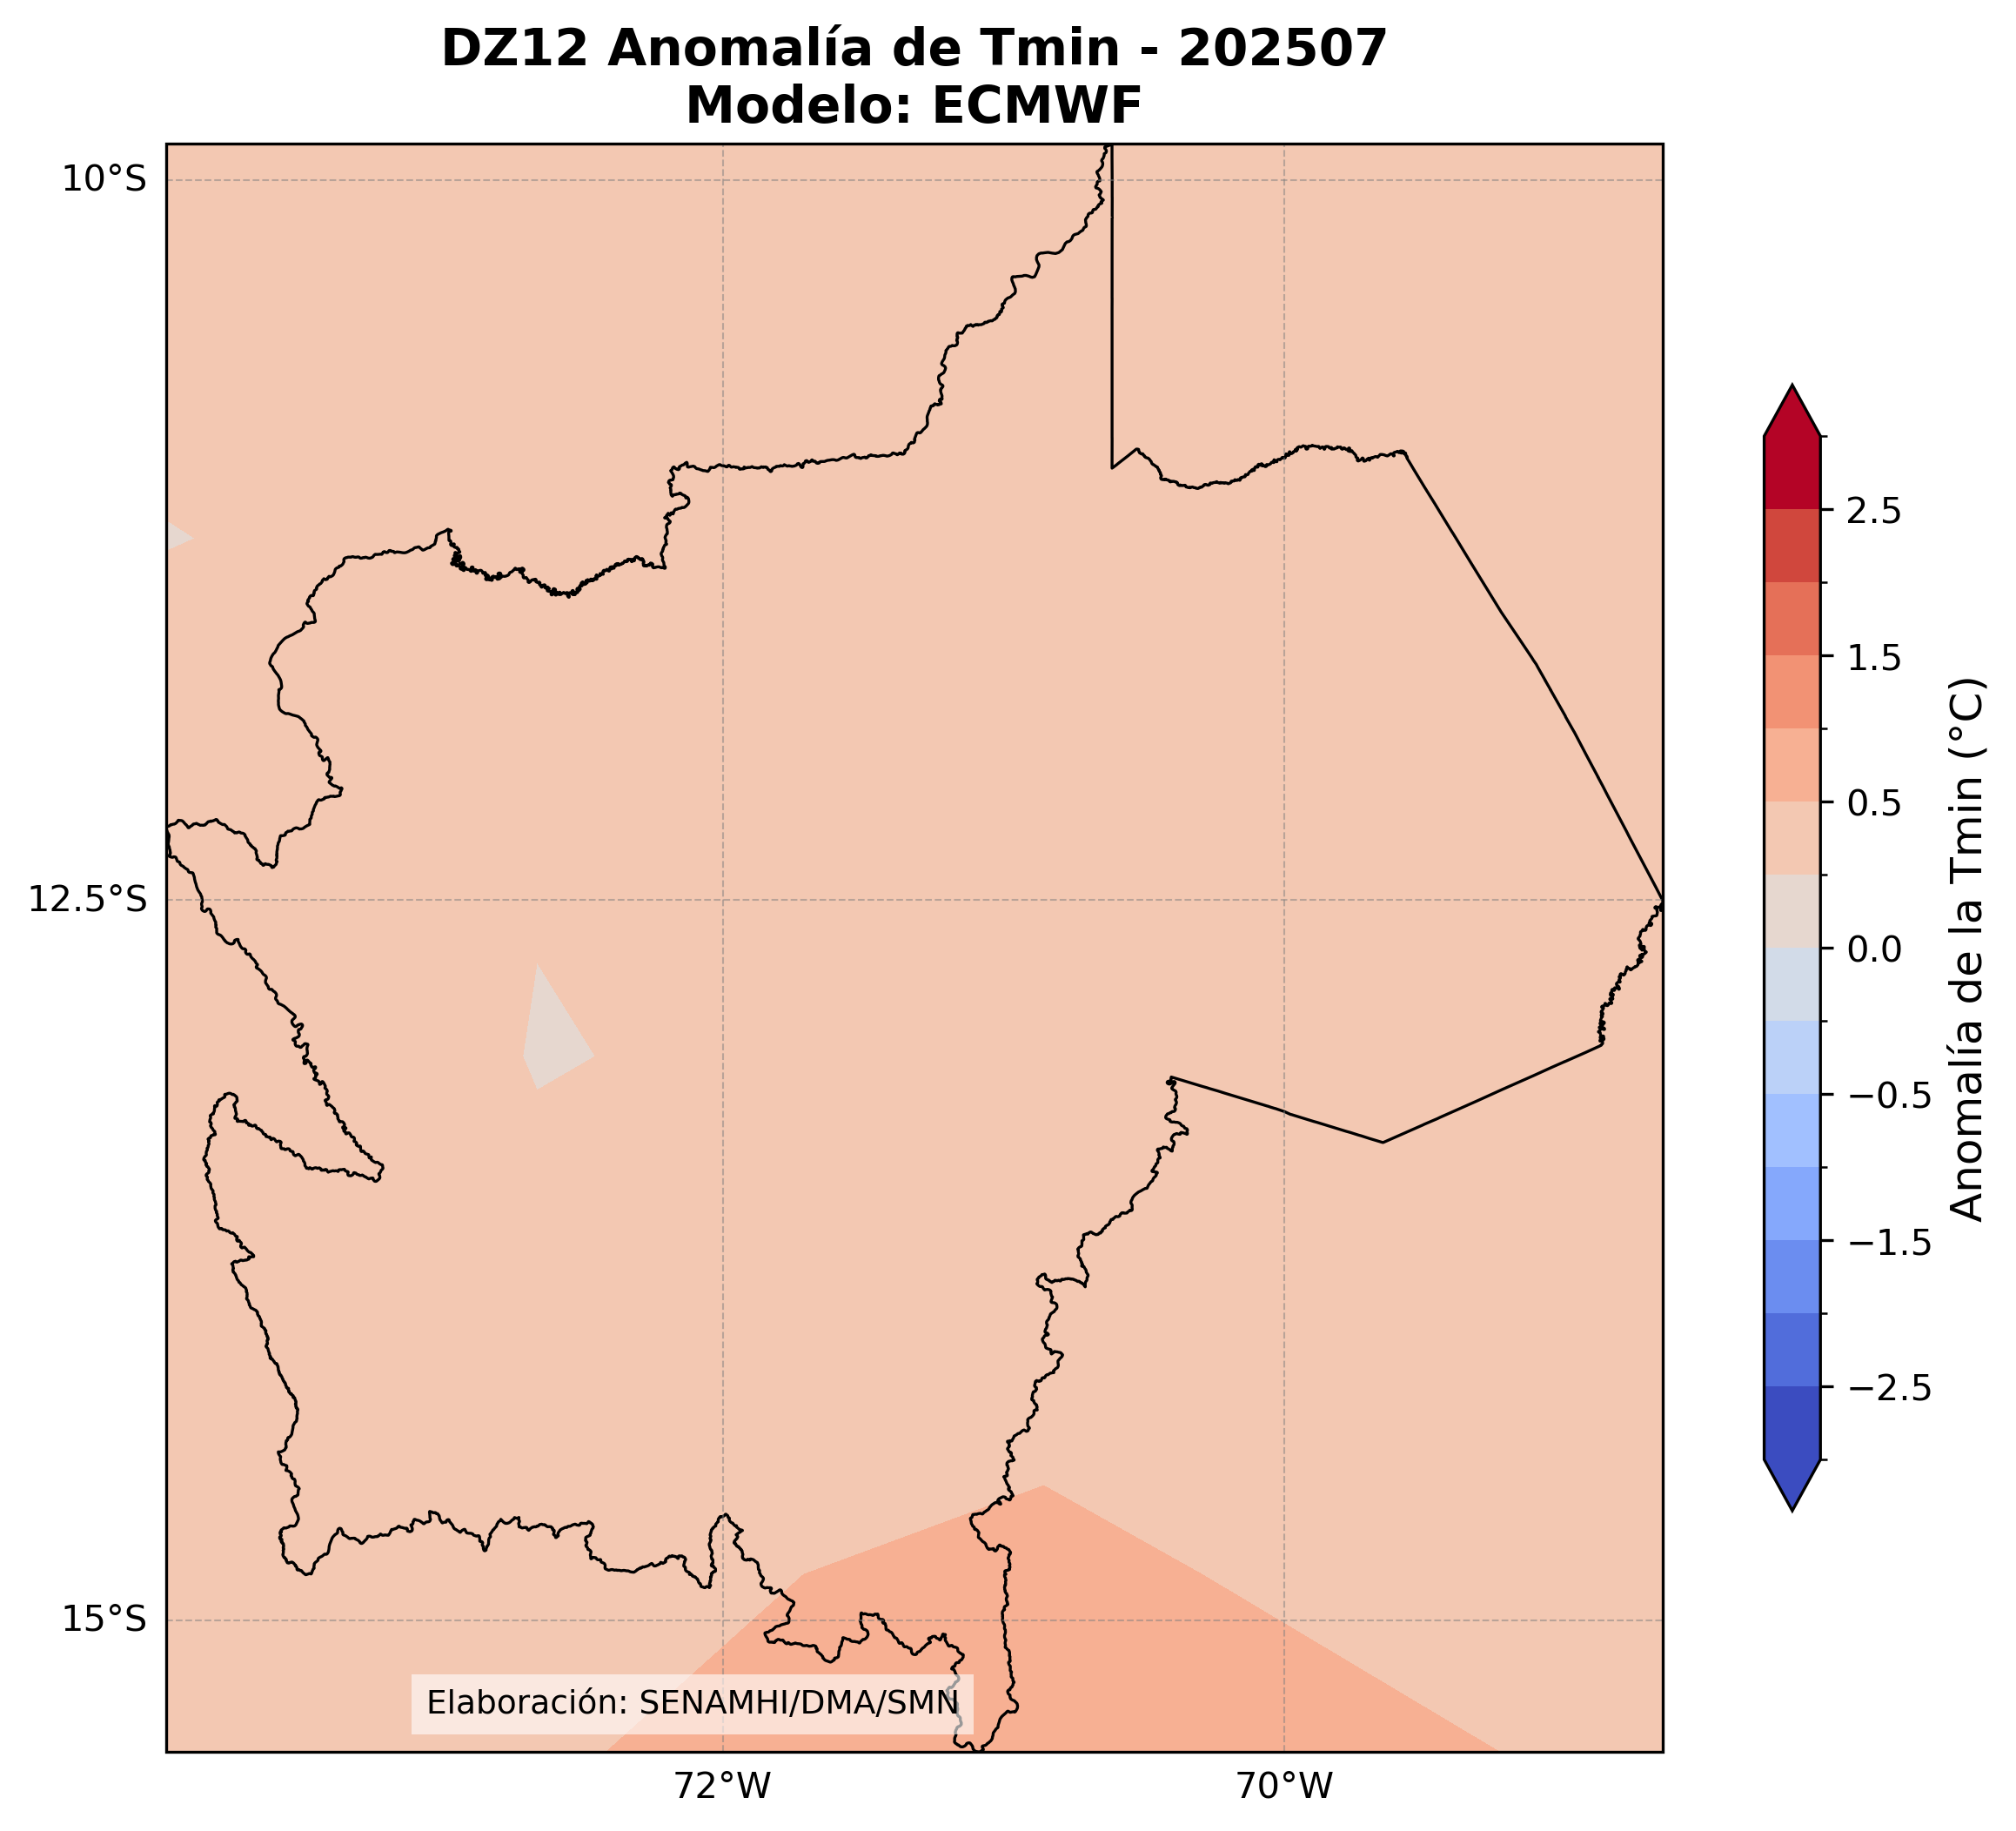 DZ12 Anomalía de Tmin - 202507
Modelo: ECMWF
10°S
12.5°S
15°S
72°W
70°W
Elaboración: SENAMHI/DMA/SMN
2.5
1.5
0.5
0.0
−0.5
−1.5
−2.5
Anomalía de la Tmin (°C)